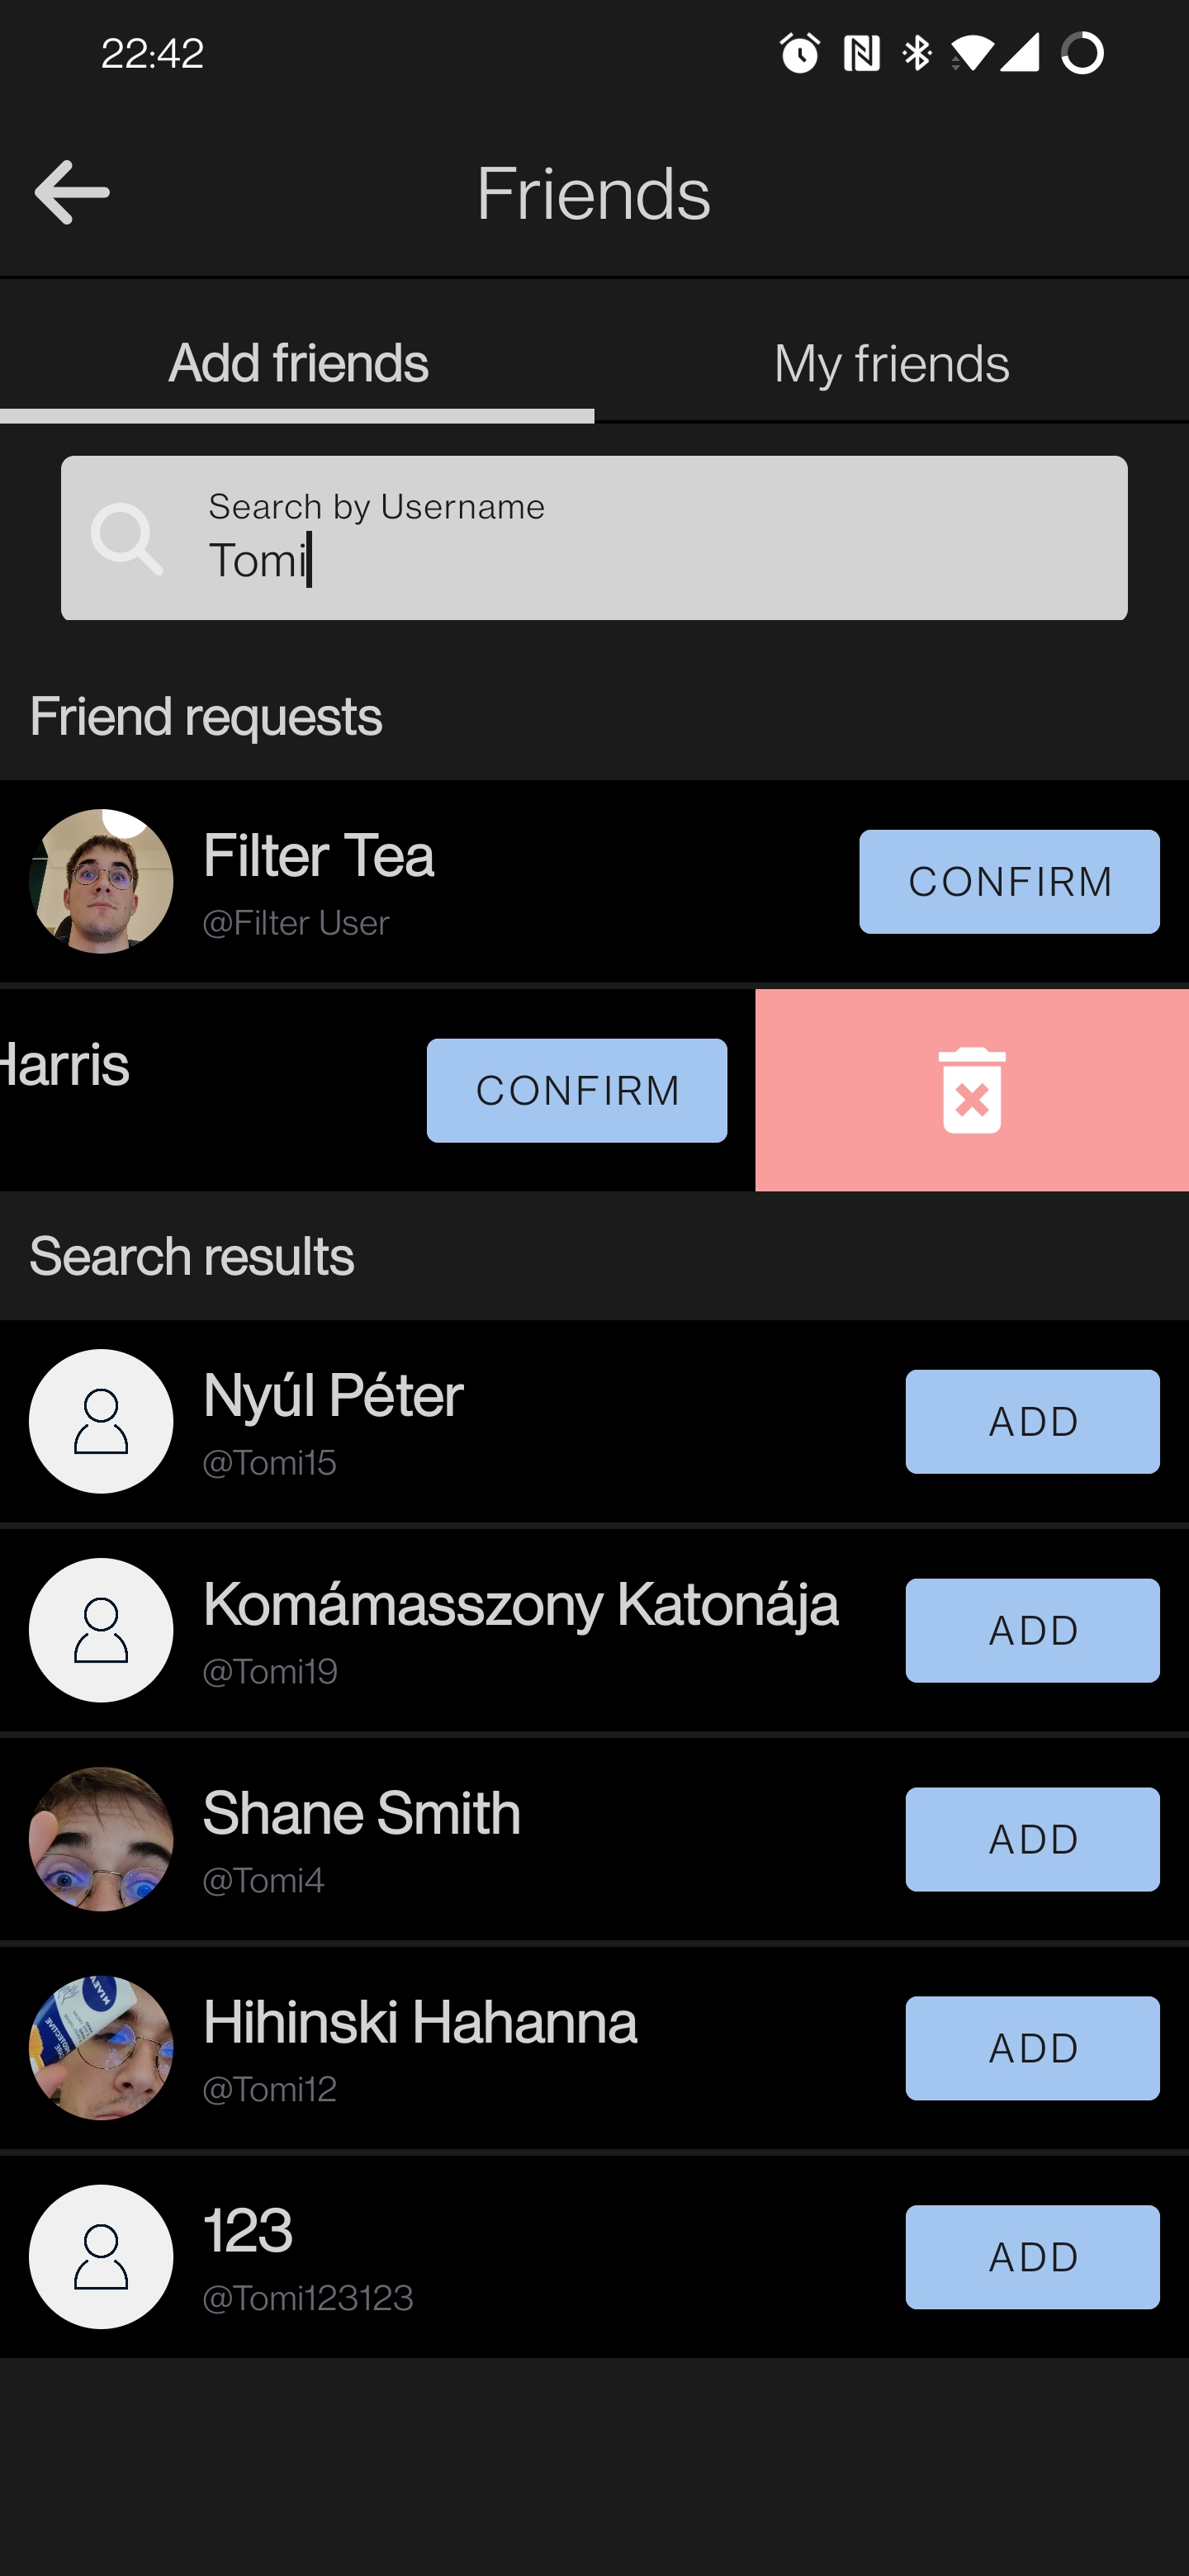 22:42
Friends
Add friends
My friends
Search by Username
Tomi
Friend requests
Filter Tea
@Filter User
CONFIRM
Harris
CONFIRM
Search results
Nyúl Péter
@Tomi15
ADD
Komámasszony Katonája
@Tomi19
ADD
Shane Smith
@Tomi4
ADD
NIVEA
Hihinski Hahanna
@Tomi12
ADD
123
@Tomi123123
ADD